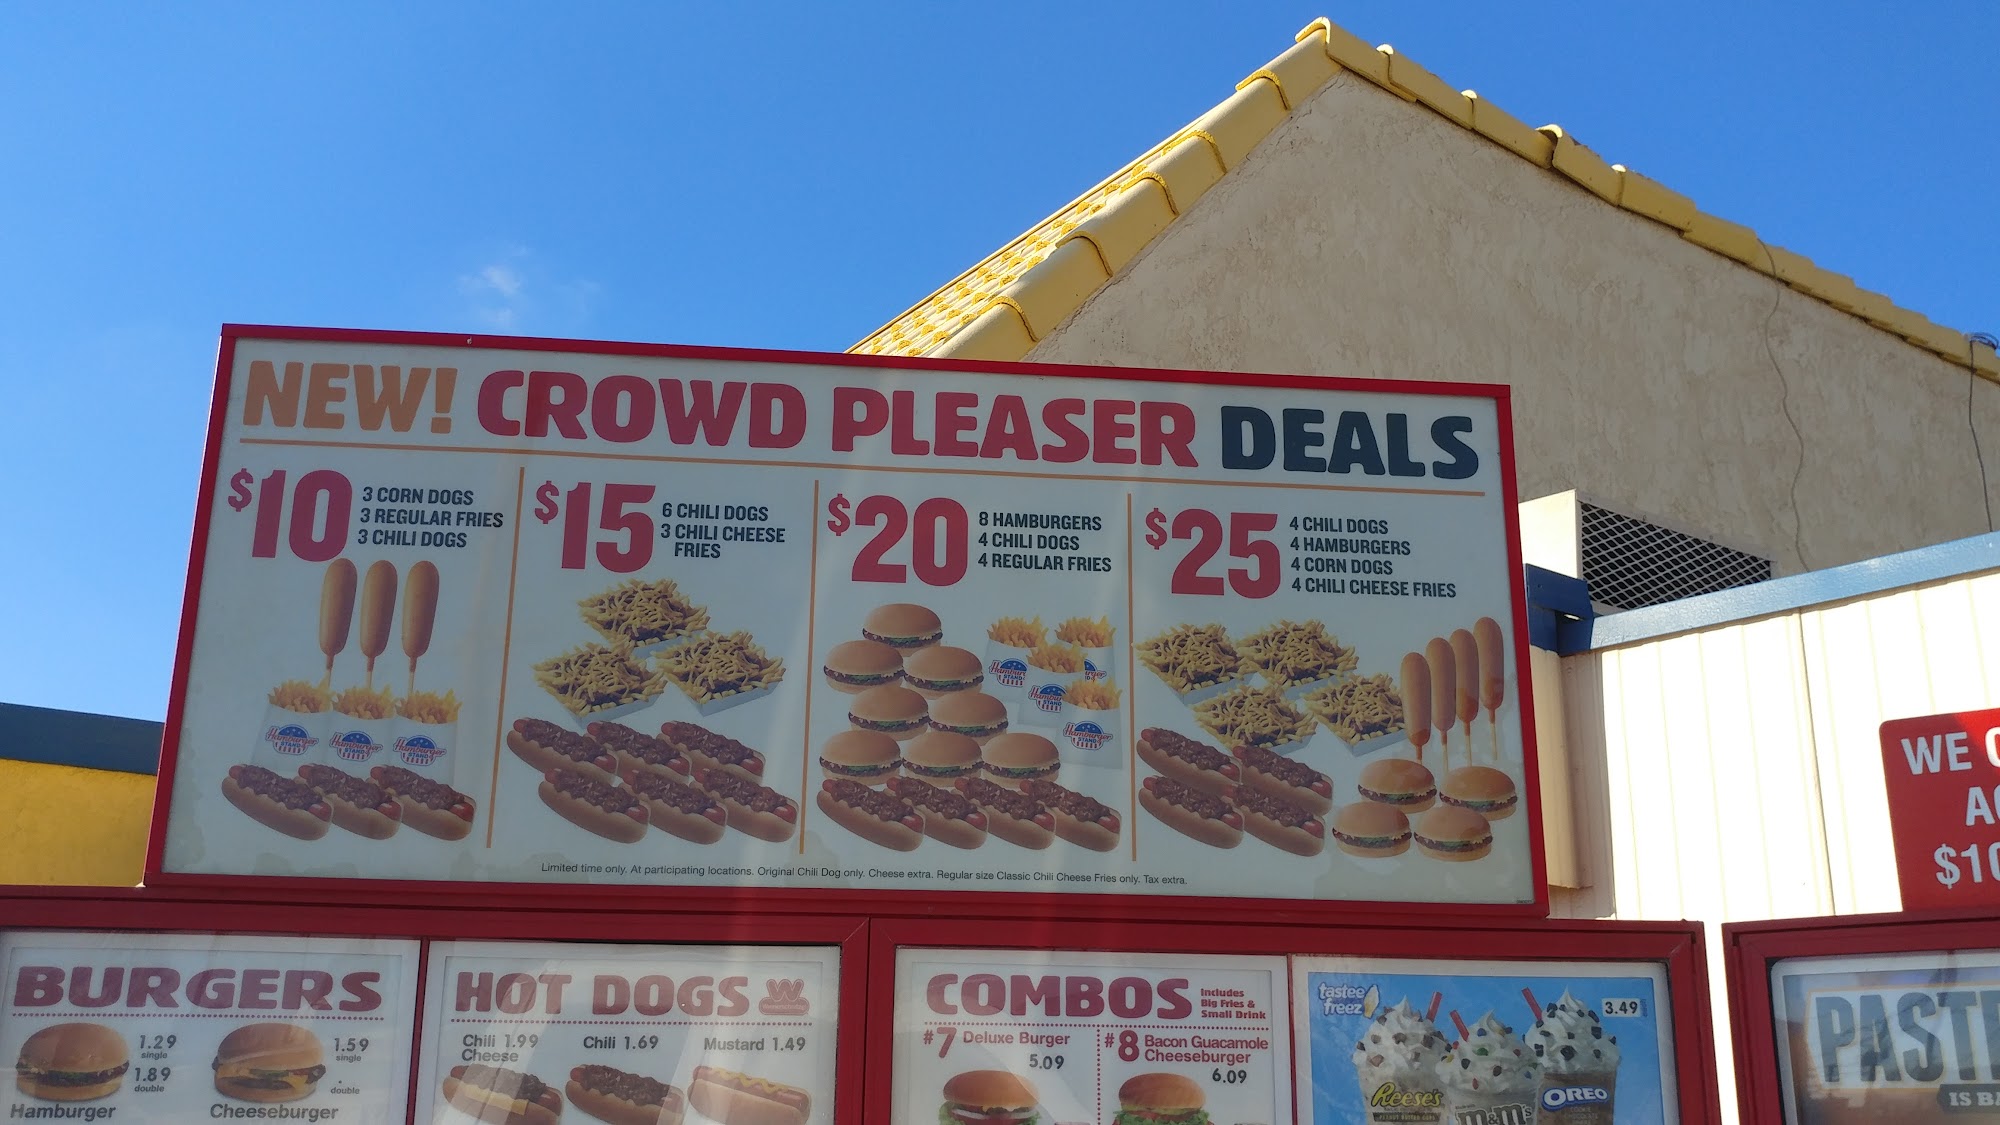 NEW! CROWD PLEASER DEALS
$10
3 CORN DOGS
3 REGULAR FRIES
3 CHILI DOGS
$15
6 CHILI DOGS
3 CHILI CHEESE
FRIES
$20
8 HAMBURGERS
4 CHILI DOGS
4 REGULAR FRIES
$25
4 CHILI DOGS
4 HAMBURGERS
4 CORN DOGS
4 CHILI CHEESE FRIES
Hamburger
STAND
Hamburger
STAND
Hamburger
STAND
Limited time only. At participating locations. Original Chili Dog only. Cheese extra. Regular size Classic Chili Cheese Fries only. Tax extra.
WE
$10
BURGERS
1.29
single
1.89
double
Hamburger
1.59
single
double
Cheeseburger
HOT DOGS W
Chili 1.99
Cheese
Chili 1.69
Mustard 1.49
COMBOS
Includes
Big Fries &
Small Drink
#7 Deluxe Burger
5.09
#8 Bacon Guacamole
Cheeseburger
6.09
tastee
freez
3.49
Reese's
m&m's
OREO
IS